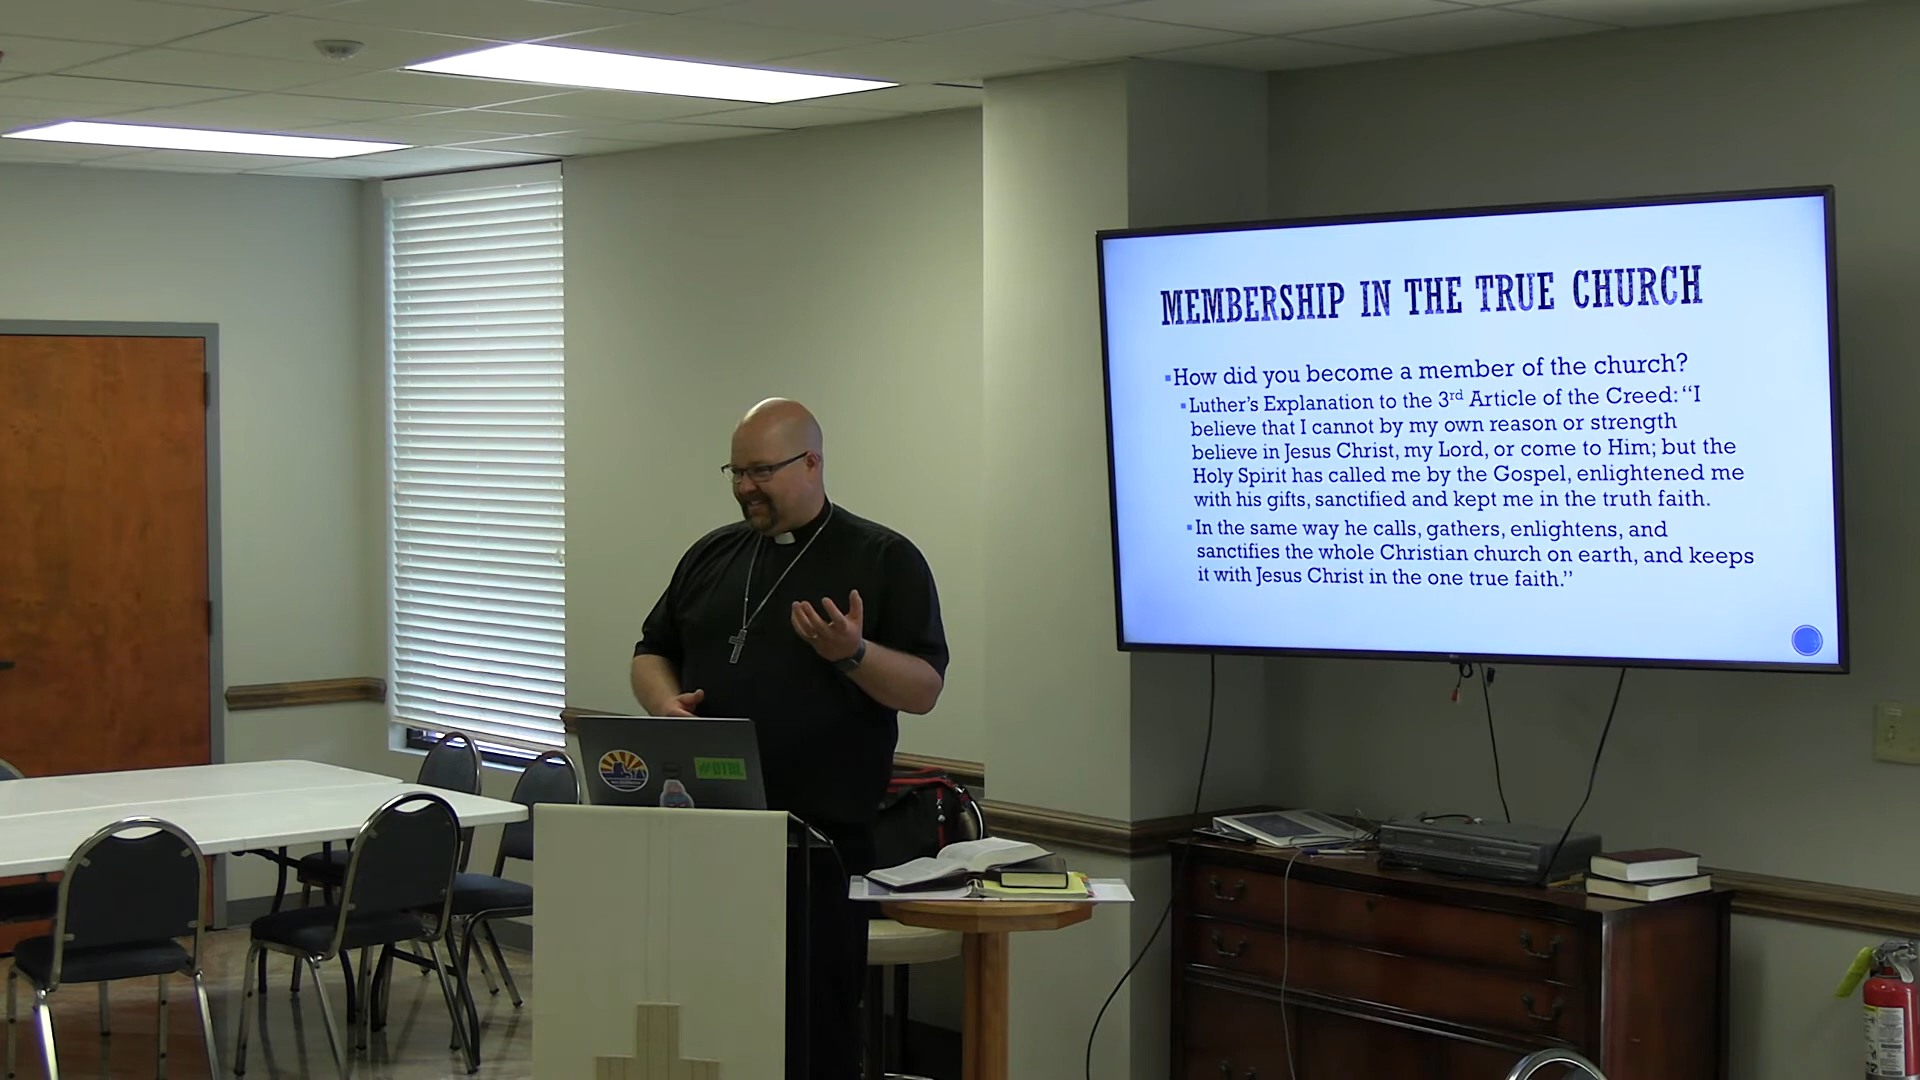 MEMBERSHIP IN THE TRUE CHURCH
How did you become a member of the church?
Luther's Explanation to the 3rd Article of the Creed: “I
believe that I cannot by my own reason or strength
believe in Jesus Christ, my Lord, or come to Him; but the
Holy Spirit has called me by the Gospel, enlightened me
with his gifts, sanctified and kept me in the truth faith.
In the same way he calls, gathers, enlightens, and
sanctifies the whole Christian church on earth, and keeps
it with Jesus Christ in the one true faith.”